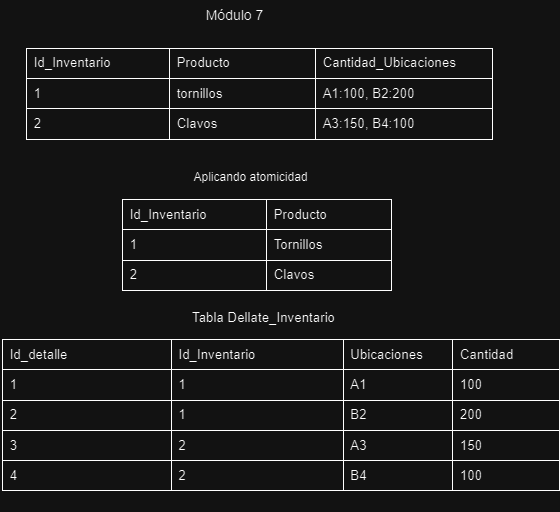 Módulo 7
Id_Inventario Producto Cantidad_Ubicaciones
1 tornillos A1:100, B2:200
2 Clavos A3:150, B4:100
Aplicando atomicidad
Id_Inventario Producto
1 Tornillos
2 Clavos
Tabla Dellate_Inventario
Id_detalle Id_Inventario Ubicaciones Cantidad
1 1 A1 100
2 1 B2 200
3 2 A3 150
4 2 B4 100